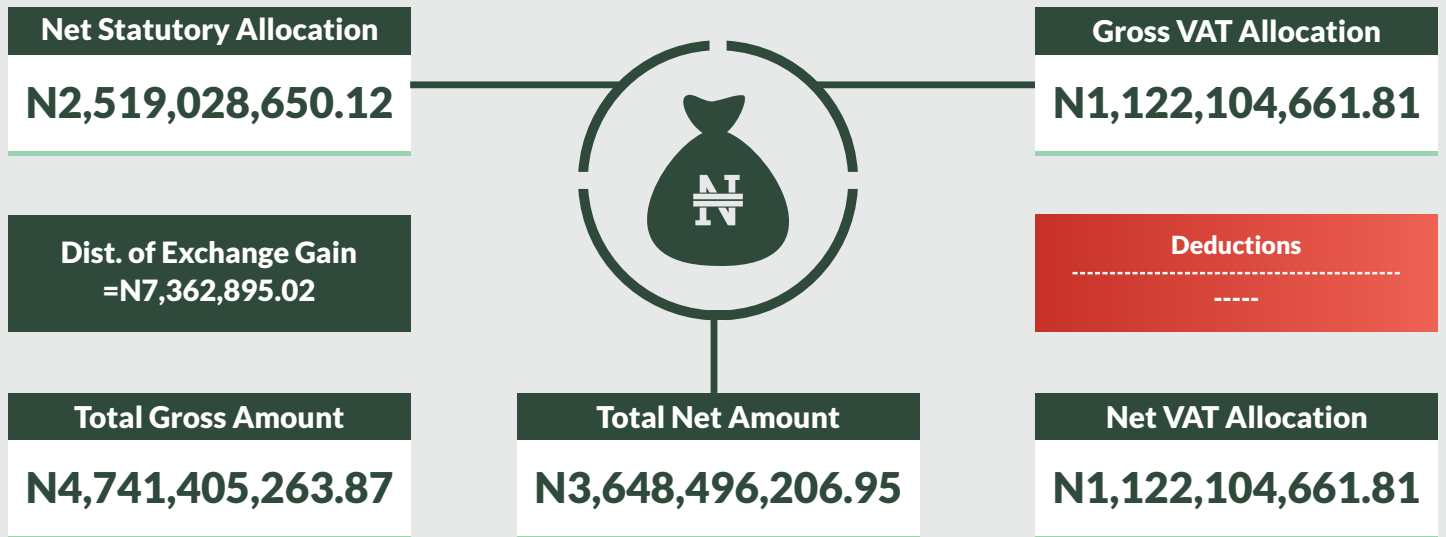 Net Statutory Allocation
N2,519,028,650.12
Gross VAT Allocation
N1,122,104,661.81
₦
Dist. of Exchange Gain
=N7,362,895.02
Deductions
--------------------------------------------
-----
Total Gross Amount
N4,741,405,263.87
Total Net Amount
N3,648,496,206.95
Net VAT Allocation
N1,122,104,661.81